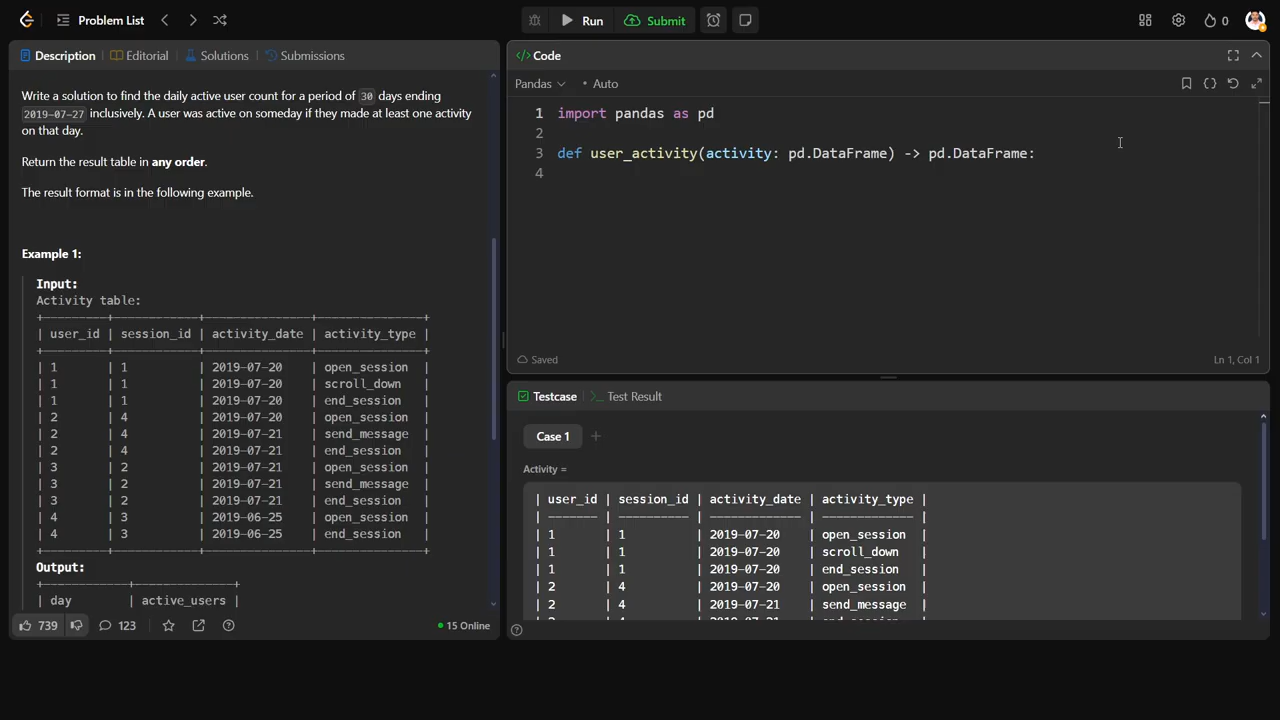 Problem List
Run
Submit
0
Description
Editorial
Solutions
Submissions
Write a solution to find the daily active user count for a period of 30 days ending
2019-07-27 inclusively. A user was active on someday if they made at least one activity
on that day.
Return the result table in any order.
The result format is in the following example.
Example 1:
Input:
Activity table:
+---------+------------+---------------+---------------+
| user_id | session_id | activity_date | activity_type |
+---------+------------+---------------+---------------+
| 1 | 1 | 2019-07-20 | open_session |
| 1 | 1 | 2019-07-20 | scroll_down |
| 1 | 1 | 2019-07-20 | end_session |
| 2 | 4 | 2019-07-20 | open_session |
| 2 | 4 | 2019-07-21 | send_message |
| 2 | 4 | 2019-07-21 | end_session |
| 3 | 2 | 2019-07-21 | open_session |
| 3 | 2 | 2019-07-21 | send_message |
| 3 | 2 | 2019-07-21 | end_session |
| 4 | 3 | 2019-06-25 | open_session |
| 4 | 3 | 2019-06-25 | end_session |
+---------+------------+---------------+---------------+
Output:
+------------+--------------+
| day | active_users |
739
123
15 Online
</> Code
Pandas
• Auto
1 import pandas as pd
2
3 def user_activity(activity: pd.DataFrame) -> pd.DataFrame:
4
Saved
Ln 1, Col 1
Testcase
>_ Test Result
Case 1
+
Activity =
| user_id | session_id | activity_date | activity_type |
| ------- | ---------- | ------------- | ------------- |
| 1 | 1 | 2019-07-20 | open_session |
| 1 | 1 | 2019-07-20 | scroll_down |
| 1 | 1 | 2019-07-20 | end_session |
| 2 | 4 | 2019-07-20 | open_session |
| 2 | 4 | 2019-07-21 | send_message |